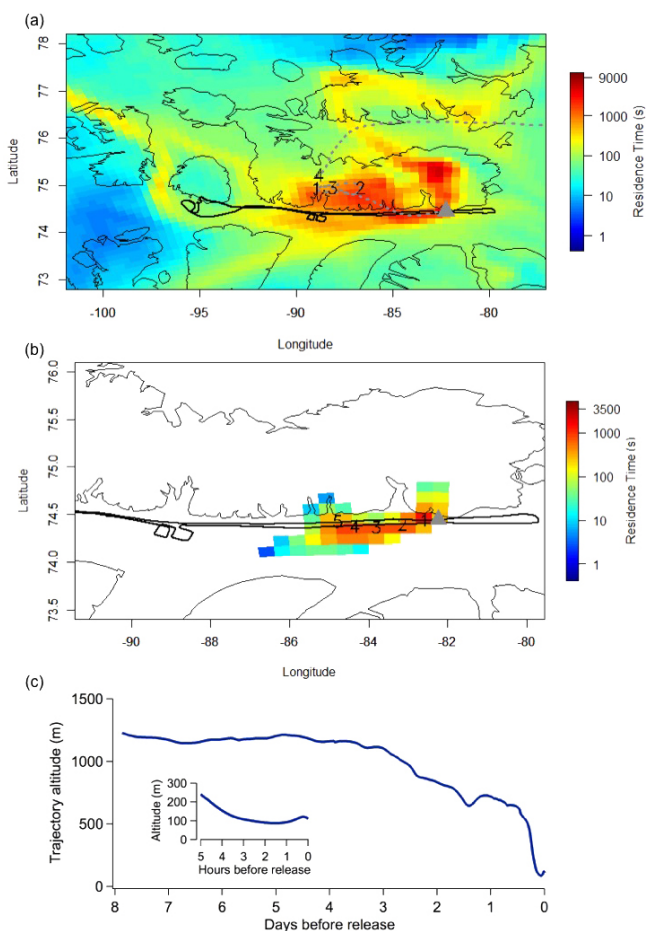 (a)
78
77
76
75
74
73
Latitude
4
1 3 2
-100
-95
-90
-85
-80
Longitude
9000
1000
100
10
1
Residence Time (s)
(b)
76.0
75.5
75.0
74.5
74.0
73.5
Latitude
5 4 3 2 1
-90
-88
-86
-84
-82
-80
Longitude
3500
1000
100
10
1
Residence Time (s)
(c)
1500
1000
500
0
Trajectory altitude (m)
300
200
100
0
Altitude (m)
5 4 3 2 1 0
Hours before release
8 7 6 5 4 3 2 1 0
Days before release